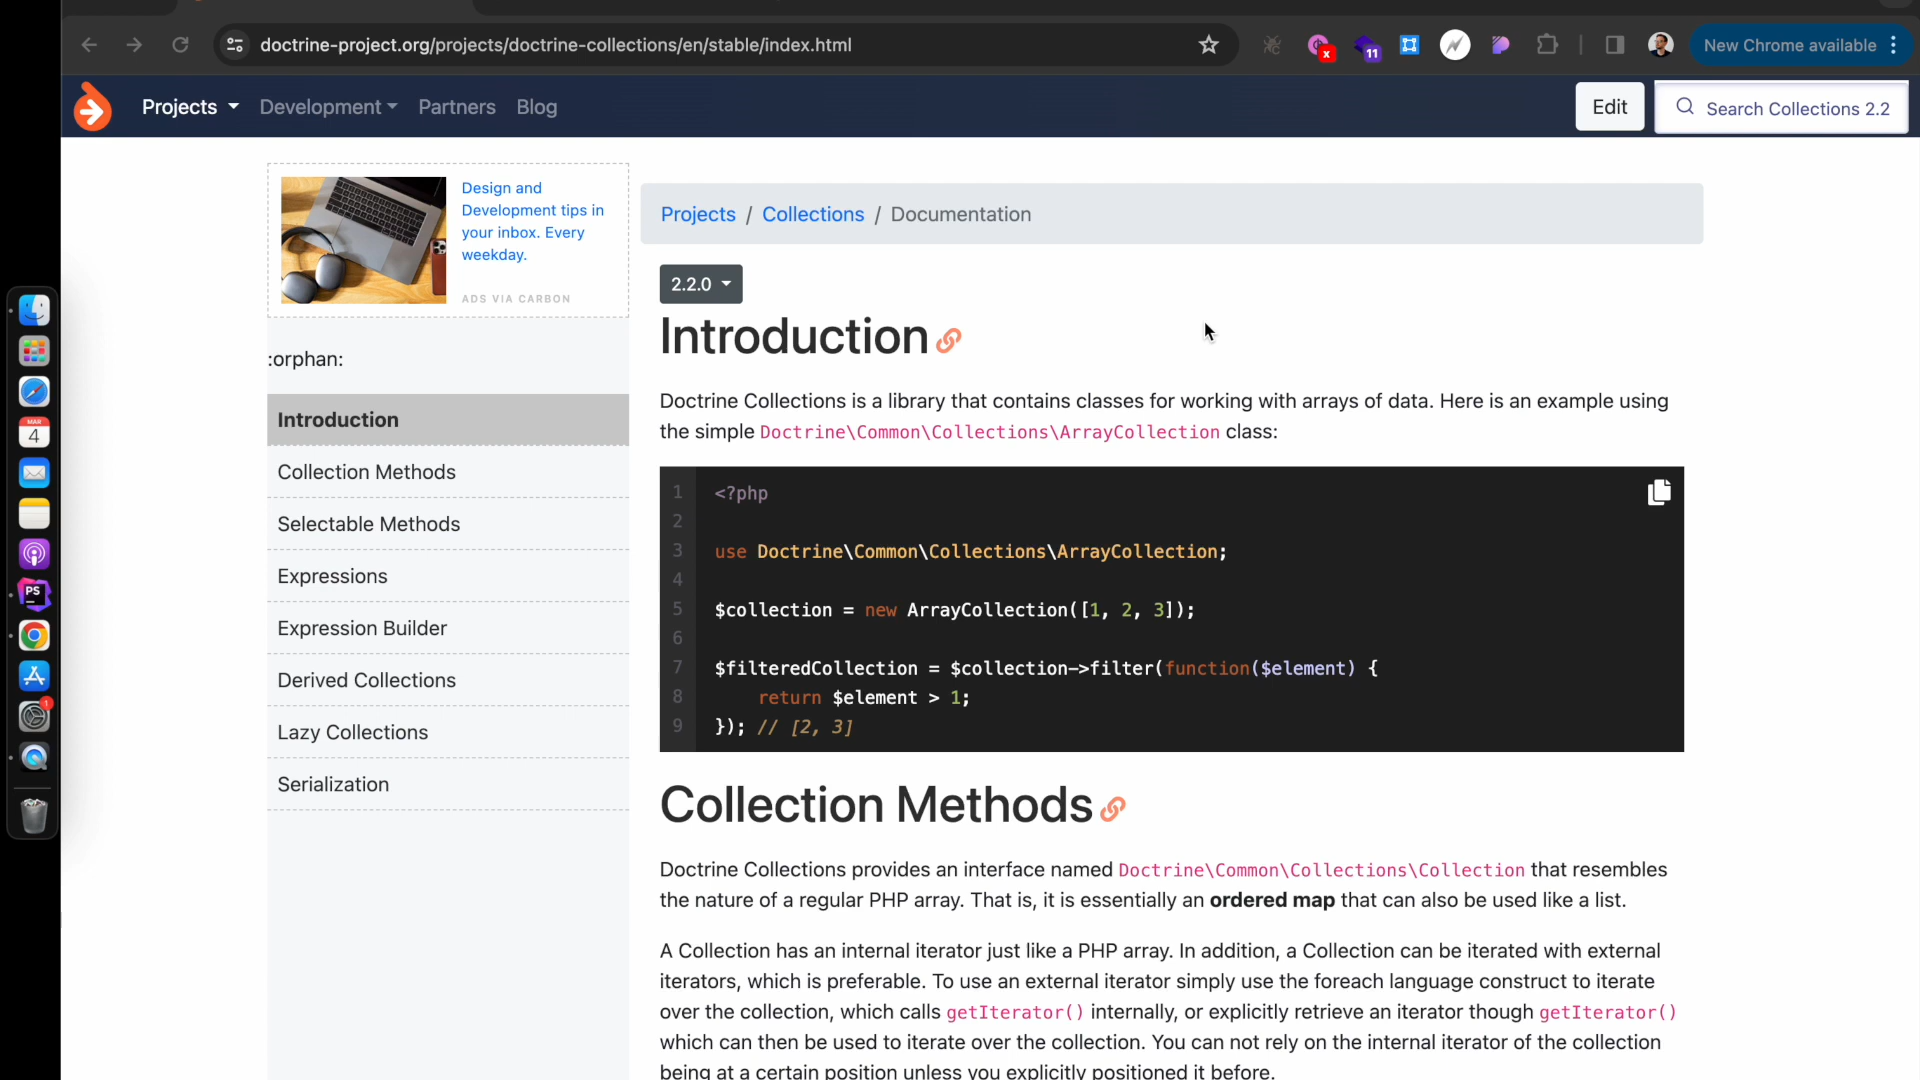 doctrine-project.org/projects/doctrine-collections/en/stable/index.html
x
11
New Chrome available
Projects
Development
Partners
Blog
Edit
Search Collections 2.2
Design and
Development tips in
your inbox. Every
weekday.
ADS VIA CARBON
:orphan:
Introduction
Collection Methods
Selectable Methods
Expressions
Expression Builder
Derived Collections
Lazy Collections
Serialization
Projects / Collections / Documentation
2.2.0
Introduction
Doctrine Collections is a library that contains classes for working with arrays of data. Here is an example using
the simple Doctrine\Common\Collections\ArrayCollection class:
1 <?php
2
3 use Doctrine\Common\Collections\ArrayCollection;
4
5 $collection = new ArrayCollection([1, 2, 3]);
6
7 $filteredCollection = $collection->filter(function($element) {
8 return $element > 1;
9 }); // [2, 3]
Collection Methods
Doctrine Collections provides an interface named Doctrine\Common\Collections\Collection that resembles
the nature of a regular PHP array. That is, it is essentially an ordered map that can also be used like a list.
A Collection has an internal iterator just like a PHP array. In addition, a Collection can be iterated with external
iterators, which is preferable. To use an external iterator simply use the foreach language construct to iterate
over the collection, which calls getIterator() internally, or explicitly retrieve an iterator though getIterator()
which can then be used to iterate over the collection. You can not rely on the internal iterator of the collection
being at a certain position unless you explicitly positioned it before.
MAR
4
PS
1